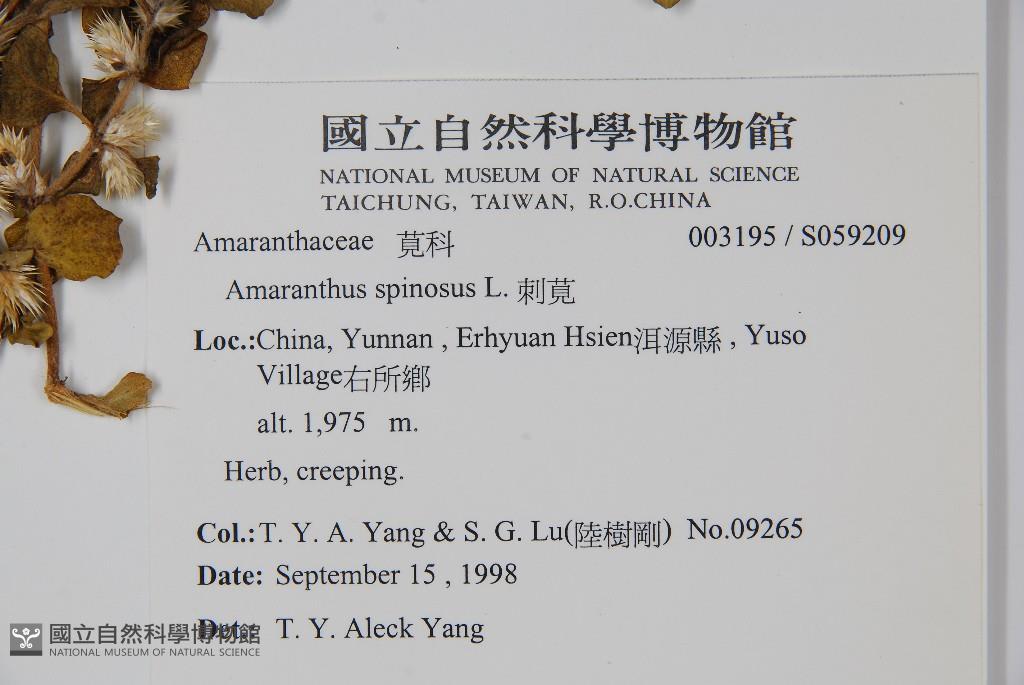 國立自然科學博物館
NATIONAL MUSEUM OF NATURAL SCIENCE
TAICHUNG, TAIWAN, R.O.CHINA
Amaranthaceae 莧科 003195 / S059209
Amaranthus spinosus L. 刺莧
Loc.:China, Yunnan , Erhyuan Hsien洱源縣 , Yuso
Village右所鄉
alt. 1,975 m.
Herb, creeping.
Col.:T. Y. A. Yang & S. G. Lu(陸樹剛) No.09265
Date: September 15 , 1998
Det.: T. Y. Aleck Yang
國立自然科學博物館
NATIONAL MUSEUM OF NATURAL SCIENCE